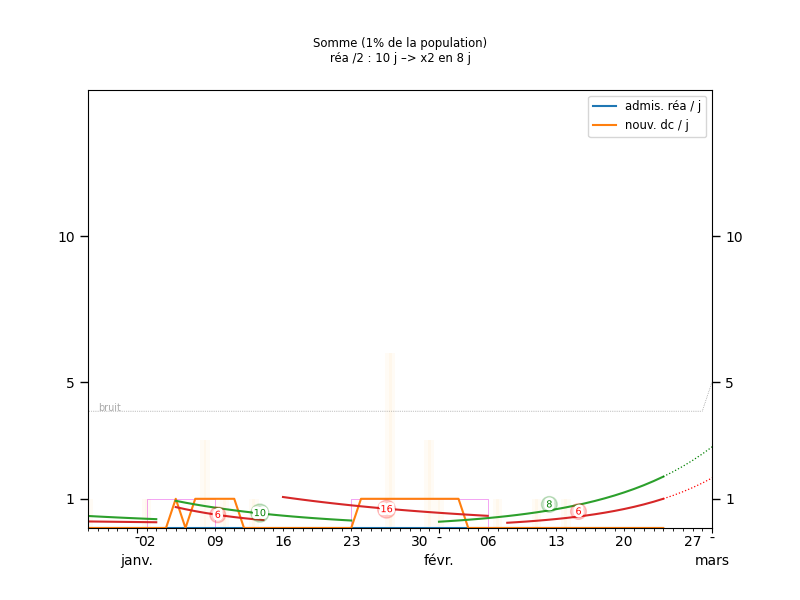 Somme (1% de la population)
réa /2 : 10 j –> x2 en 8 j
admis. réa / j
nouv. dc / j
10
10
5
5
bruit
1
1
6
10
16
8
6
02
09
16
23
30
06
13
20
27
janv.
févr.
mars